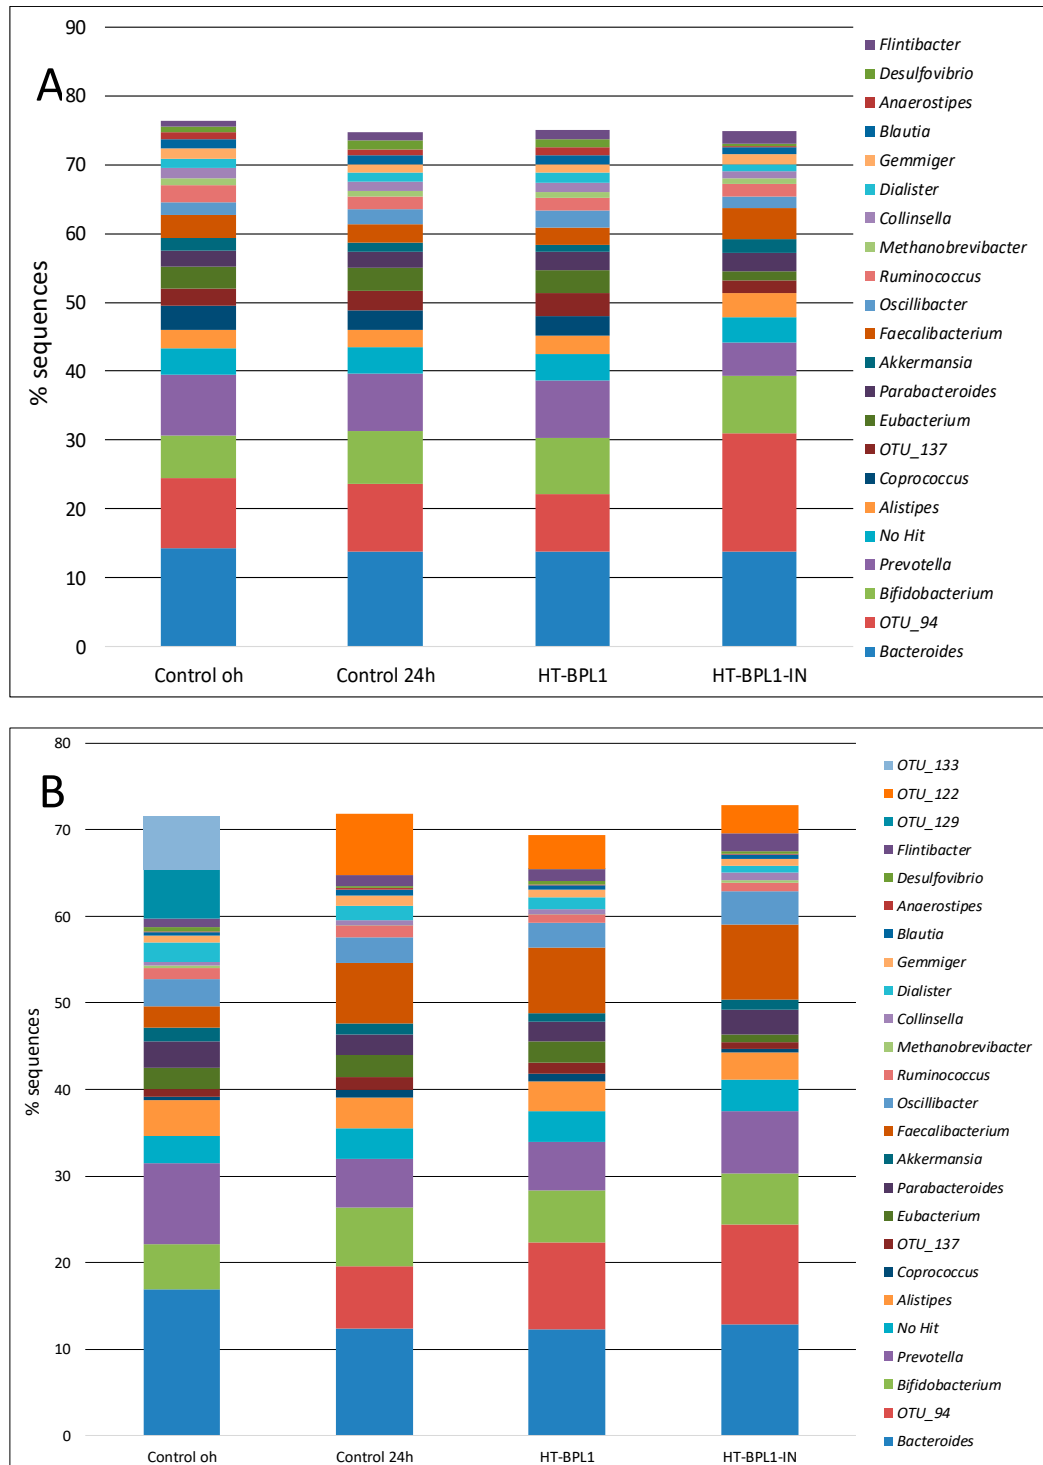 90
80
70
60
50
40
30
20
10
0
% sequences
A
Control oh
Control 24h
HT-BPL1
HT-BPL1-IN
Flintibacter
Desulfovibrio
Anaerostipes
Blautia
Gemmiger
Dialister
Collinsella
Methanobrevibacter
Ruminococcus
Oscillibacter
Faecalibacterium
Akkermansia
Parabacteroides
Eubacterium
OTU_137
Coprococcus
Alistipes
No Hit
Prevotella
Bifidobacterium
OTU_94
Bacteroides
80
70
60
50
40
30
20
10
0
% sequences
B
Control oh
Control 24h
HT-BPL1
HT-BPL1-IN
OTU_133
OTU_122
OTU_129
Flintibacter
Desulfovibrio
Anaerostipes
Blautia
Gemmiger
Dialister
Collinsella
Methanobrevibacter
Ruminococcus
Oscillibacter
Faecalibacterium
Akkermansia
Parabacteroides
Eubacterium
OTU_137
Coprococcus
Alistipes
No Hit
Prevotella
Bifidobacterium
OTU_94
Bacteroides